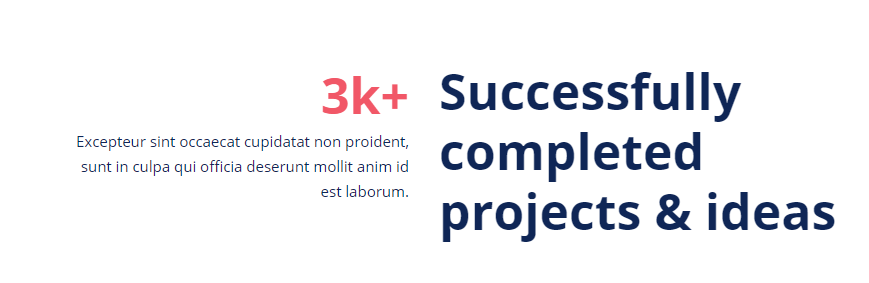 3k+
Excepteur sint occaecat cupidatat non proident,
sunt in culpa qui officia deserunt mollit anim id
est laborum.
Successfully
completed
projects & ideas